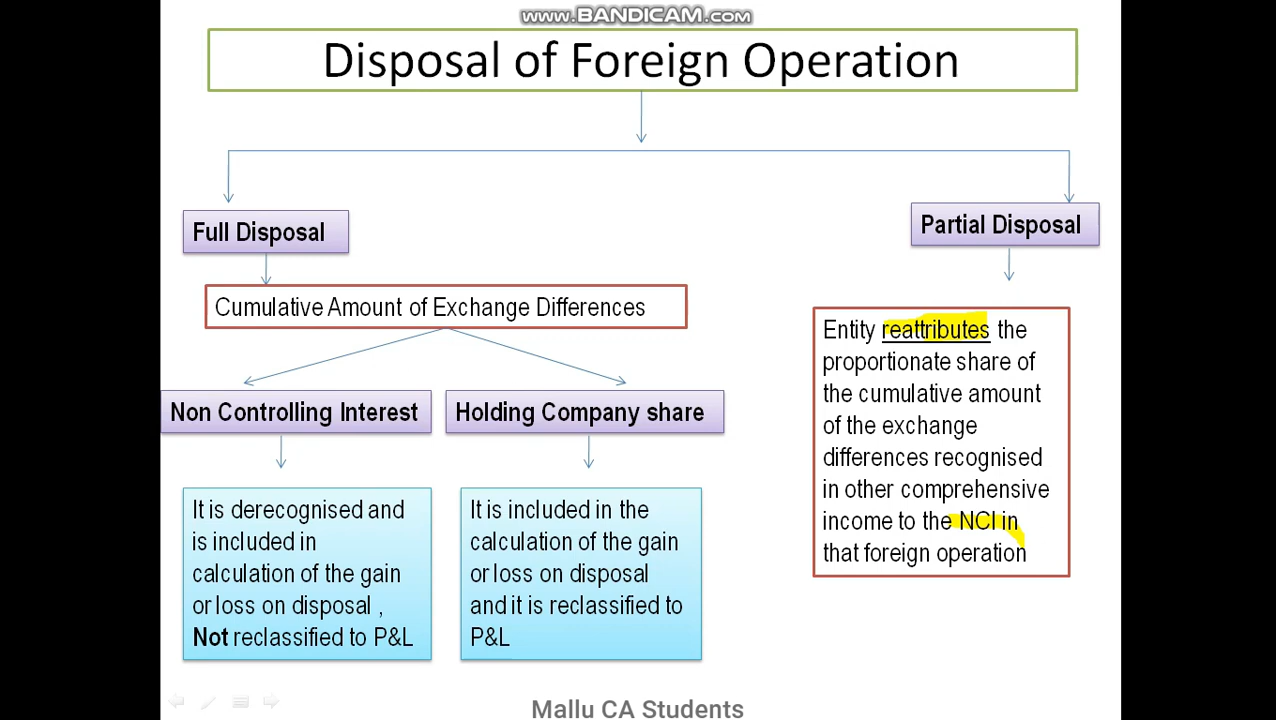 www.BANDICAM.com
Disposal of Foreign Operation
Full Disposal
Cumulative Amount of Exchange Differences
Non Controlling Interest
Holding Company share
It is derecognised and
is included in
calculation of the gain
or loss on disposal ,
Not reclassified to P&L
It is included in the
calculation of the gain
or loss on disposal
and it is reclassified to
P&L
Partial Disposal
Entity reattributes the
proportionate share of
the cumulative amount
of the exchange
differences recognised
in other comprehensive
income to the NCI in
that foreign operation
Mallu CA Students